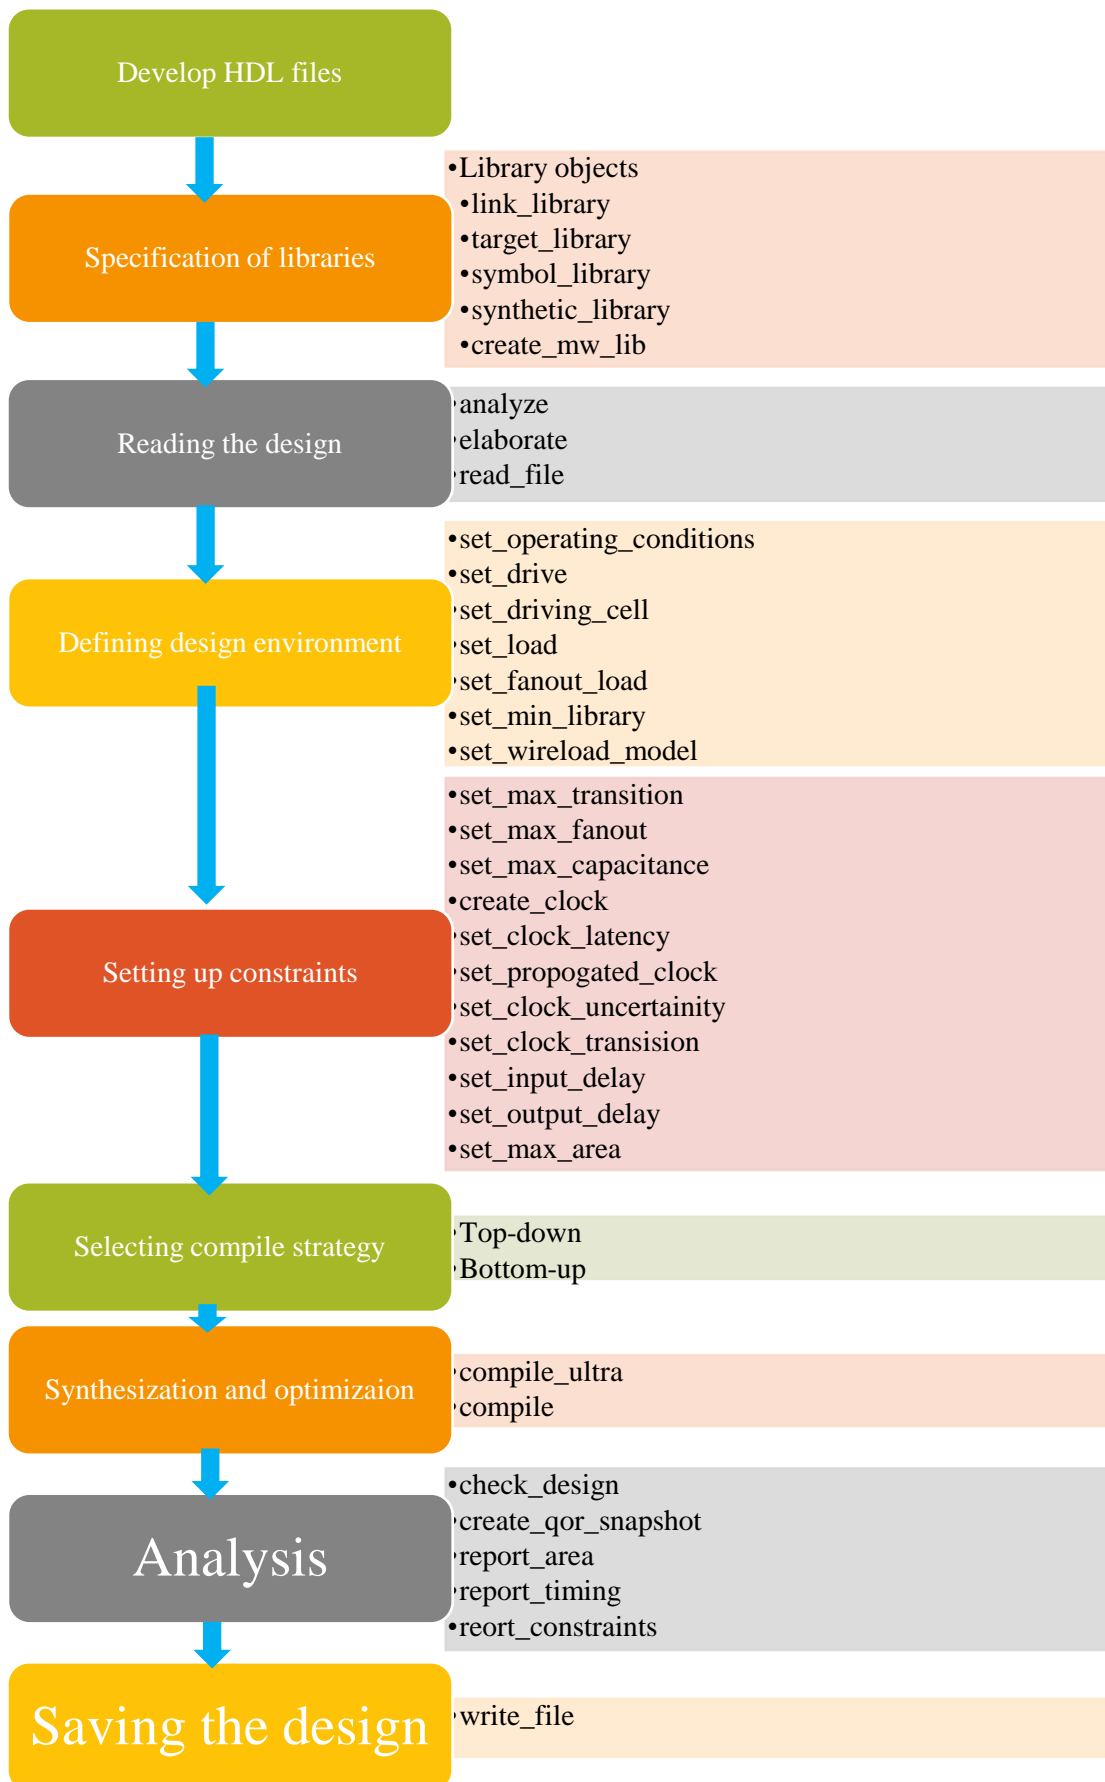 Develop HDL files
Specification of libraries
•Library objects
•link_library
•target_library
•symbol_library
•synthetic_library
•create_mw_lib
Reading the design
•analyze
•elaborate
•read_file
Defining design environment
•set_operating_conditions
•set_drive
•set_driving_cell
•set_load
•set_fanout_load
•set_min_library
•set_wireload_model
Setting up constraints
•set_max_transition
•set_max_fanout
•set_max_capacitance
•create_clock
•set_clock_latency
•set_propogated_clock
•set_clock_uncertainity
•set_clock_transision
•set_input_delay
•set_output_delay
•set_max_area
Selecting compile strategy
•Top-down
•Bottom-up
Synthesization and optimizaion
•compile_ultra
•compile
Analysis
•check_design
•create_qor_snapshot
•report_area
•report_timing
•reort_constraints
Saving the design
•write_file